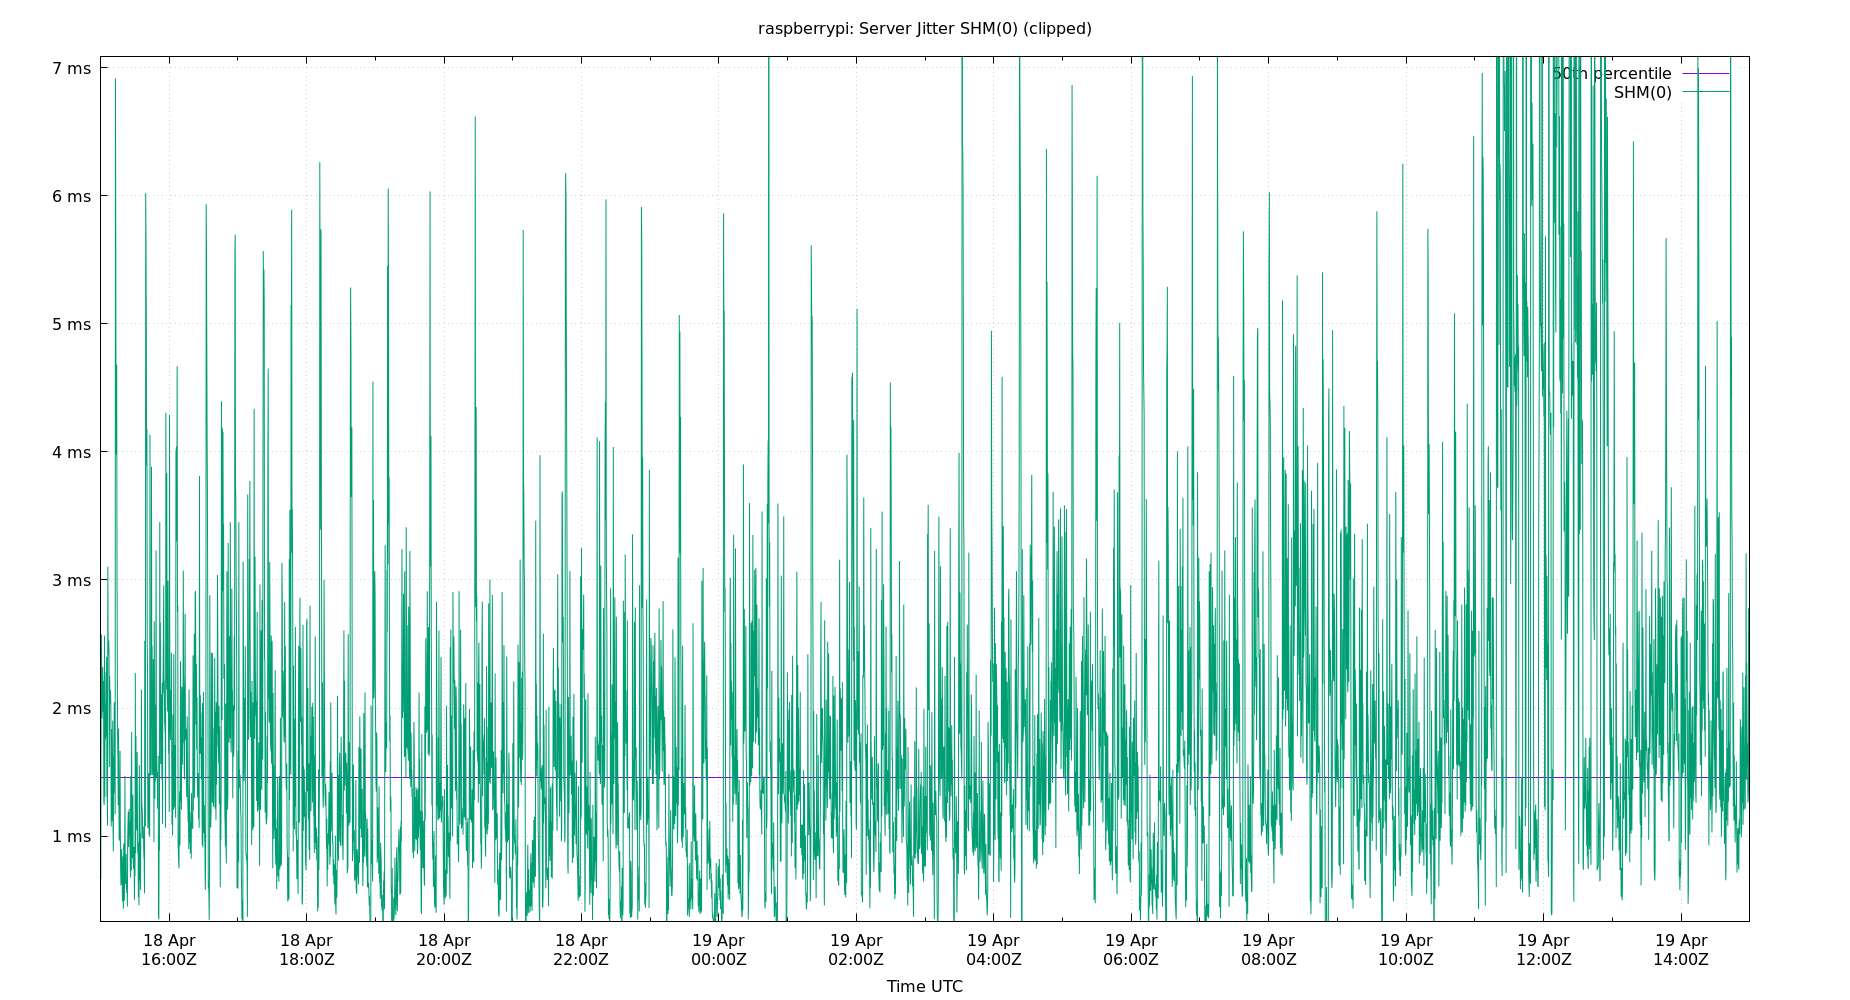 raspberrypi: Server Jitter SHM(0) (clipped)
7 ms
6 ms
5 ms
4 ms
3 ms
2 ms
1 ms
50th percentile
SHM(0)
18 Apr
16:00Z
18 Apr
18:00Z
18 Apr
20:00Z
18 Apr
22:00Z
19 Apr
00:00Z
19 Apr
02:00Z
19 Apr
04:00Z
19 Apr
06:00Z
19 Apr
08:00Z
19 Apr
10:00Z
19 Apr
12:00Z
19 Apr
14:00Z
Time UTC